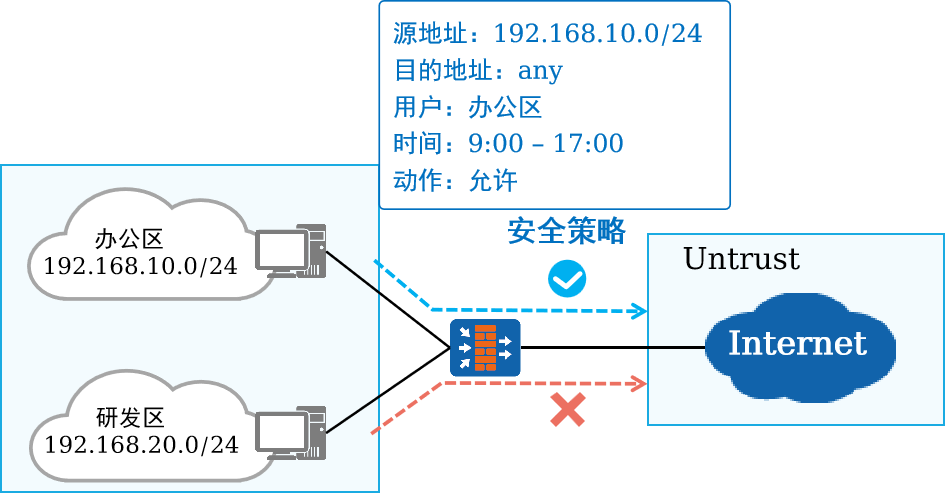 源地址：192.168.10.0/24
目的地址：any
用户：办公区
时间：9:00 – 17:00
动作：允许
安全策略
办公区
192.168.10.0/24
Untrust
Internet
研发区
192.168.20.0/24